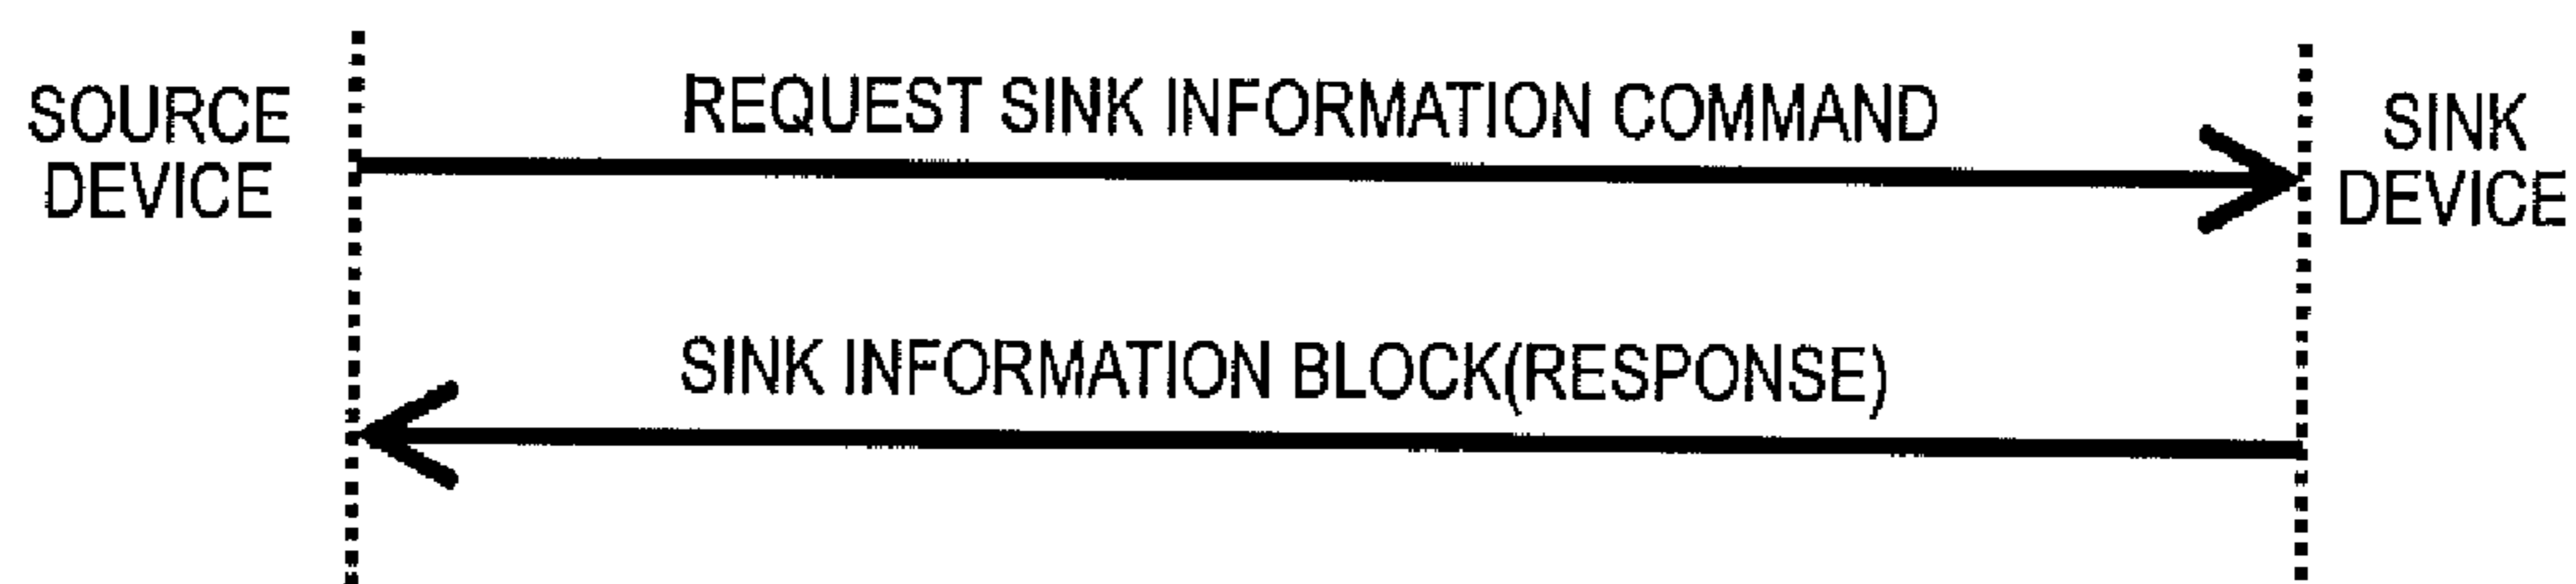 SOURCE
DEVICE
REQUEST SINK INFORMATION COMMAND
SINK
DEVICE
SINK INFORMATION BLOCK(RESPONSE)